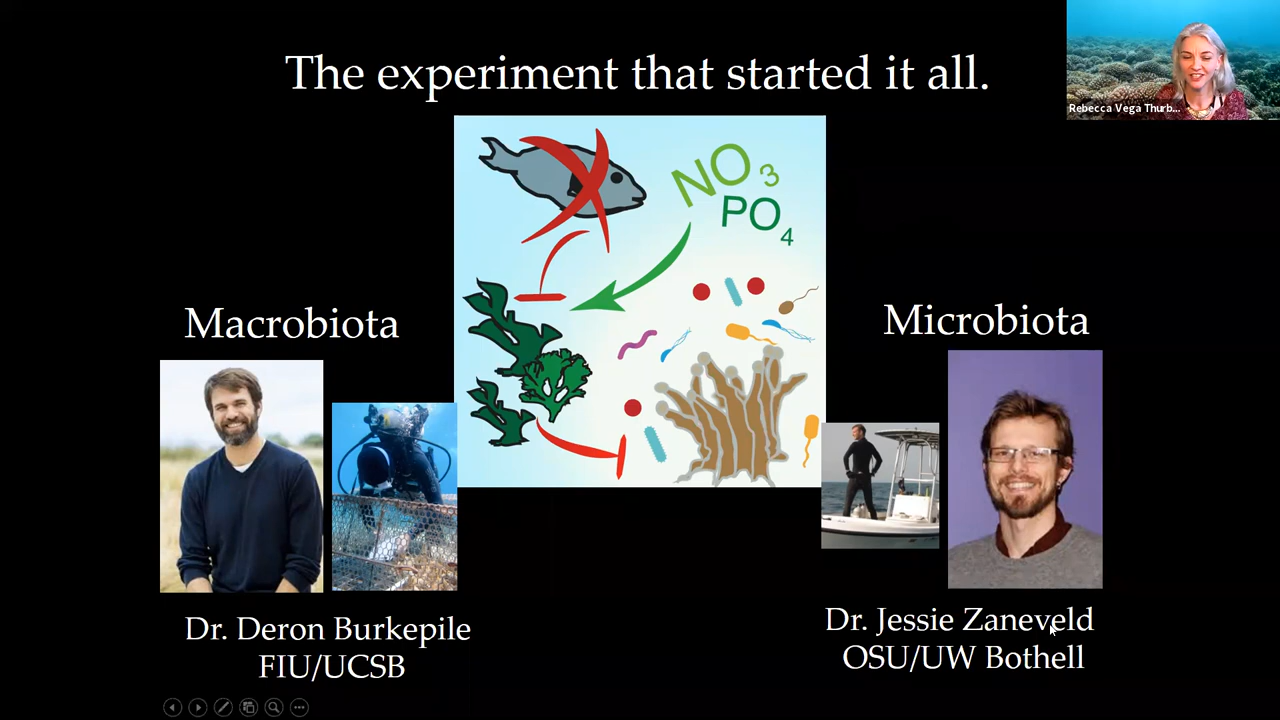 The experiment that started it all.
Rebecca Vega Thurb...
NO3
PO4
Macrobiota
Microbiota
Dr. Deron Burkepile
FIU/UCSB
Dr. Jessie Zaneveld
OSU/UW Bothell